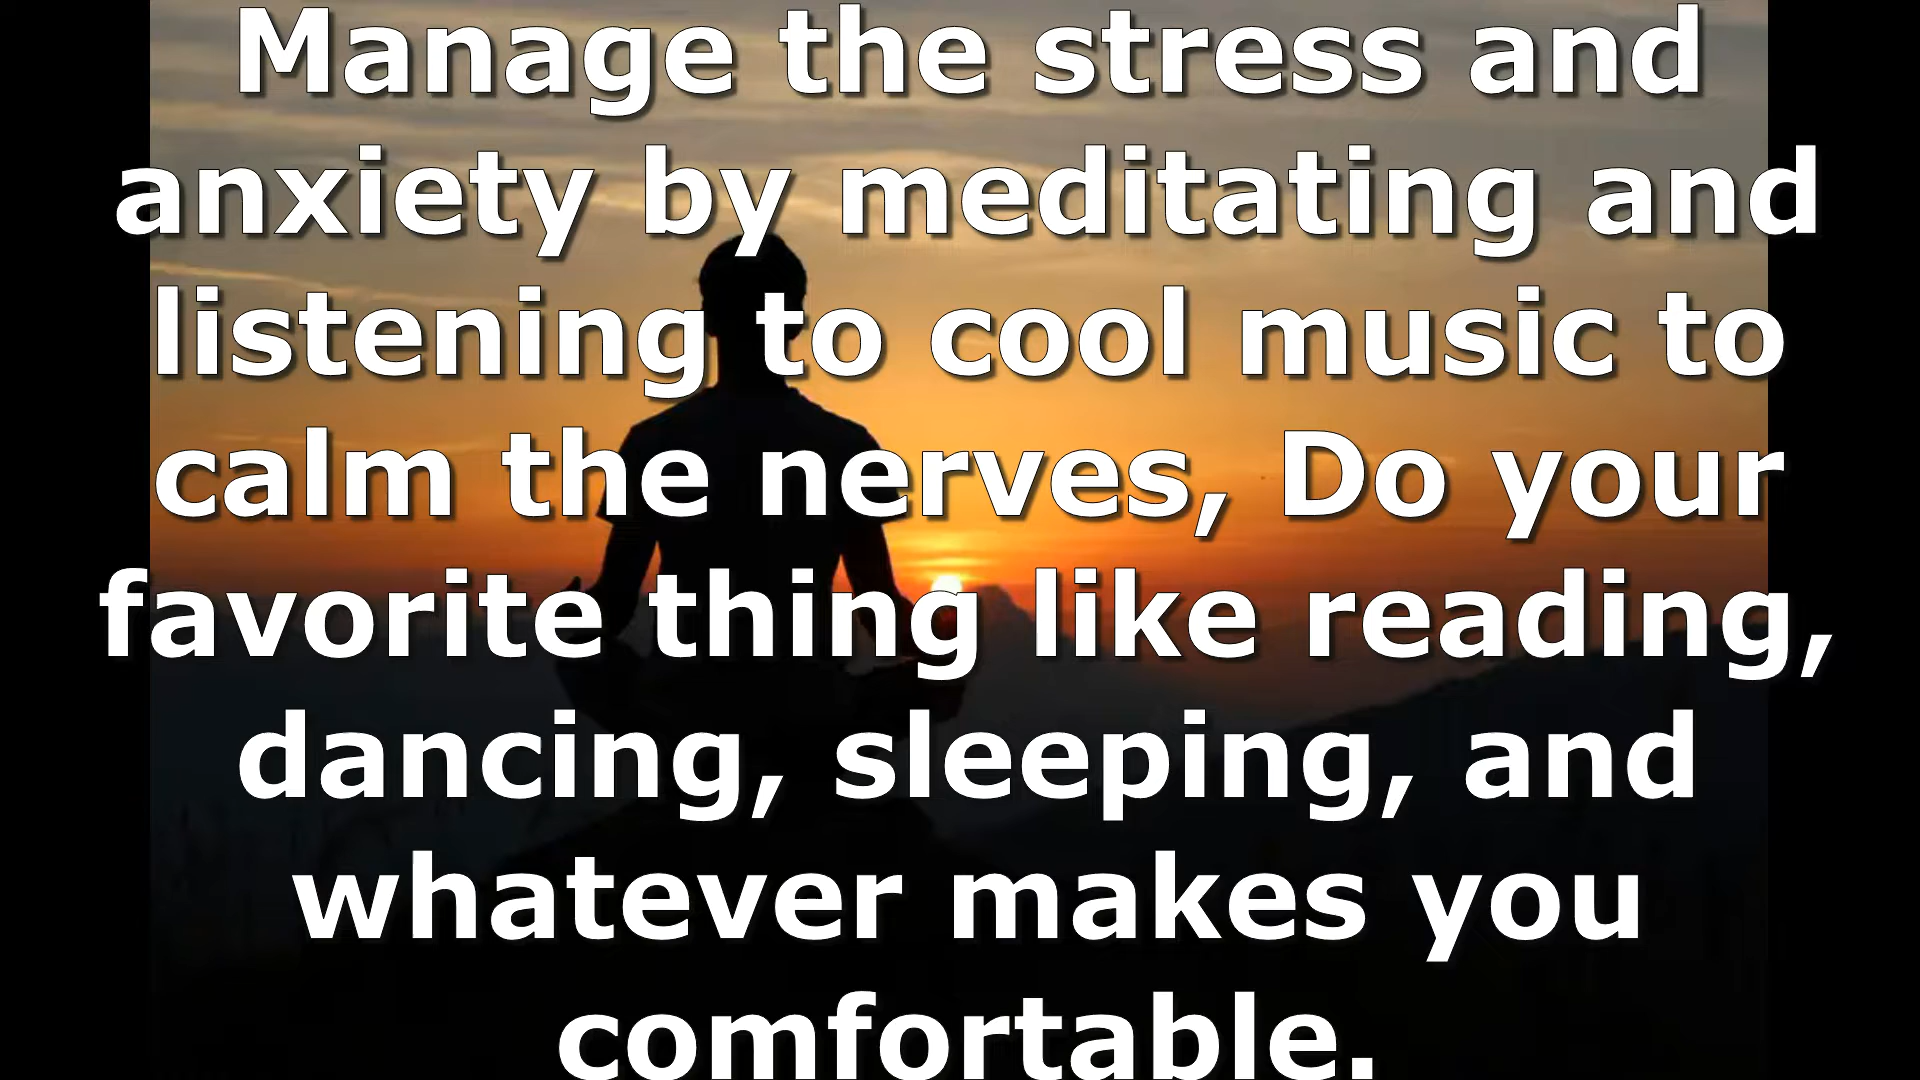 Manage the stress and
anxiety by meditating and
listening to cool music to
calm the nerves, Do your
favorite thing like reading,
dancing, sleeping, and
whatever makes you
comfortable.